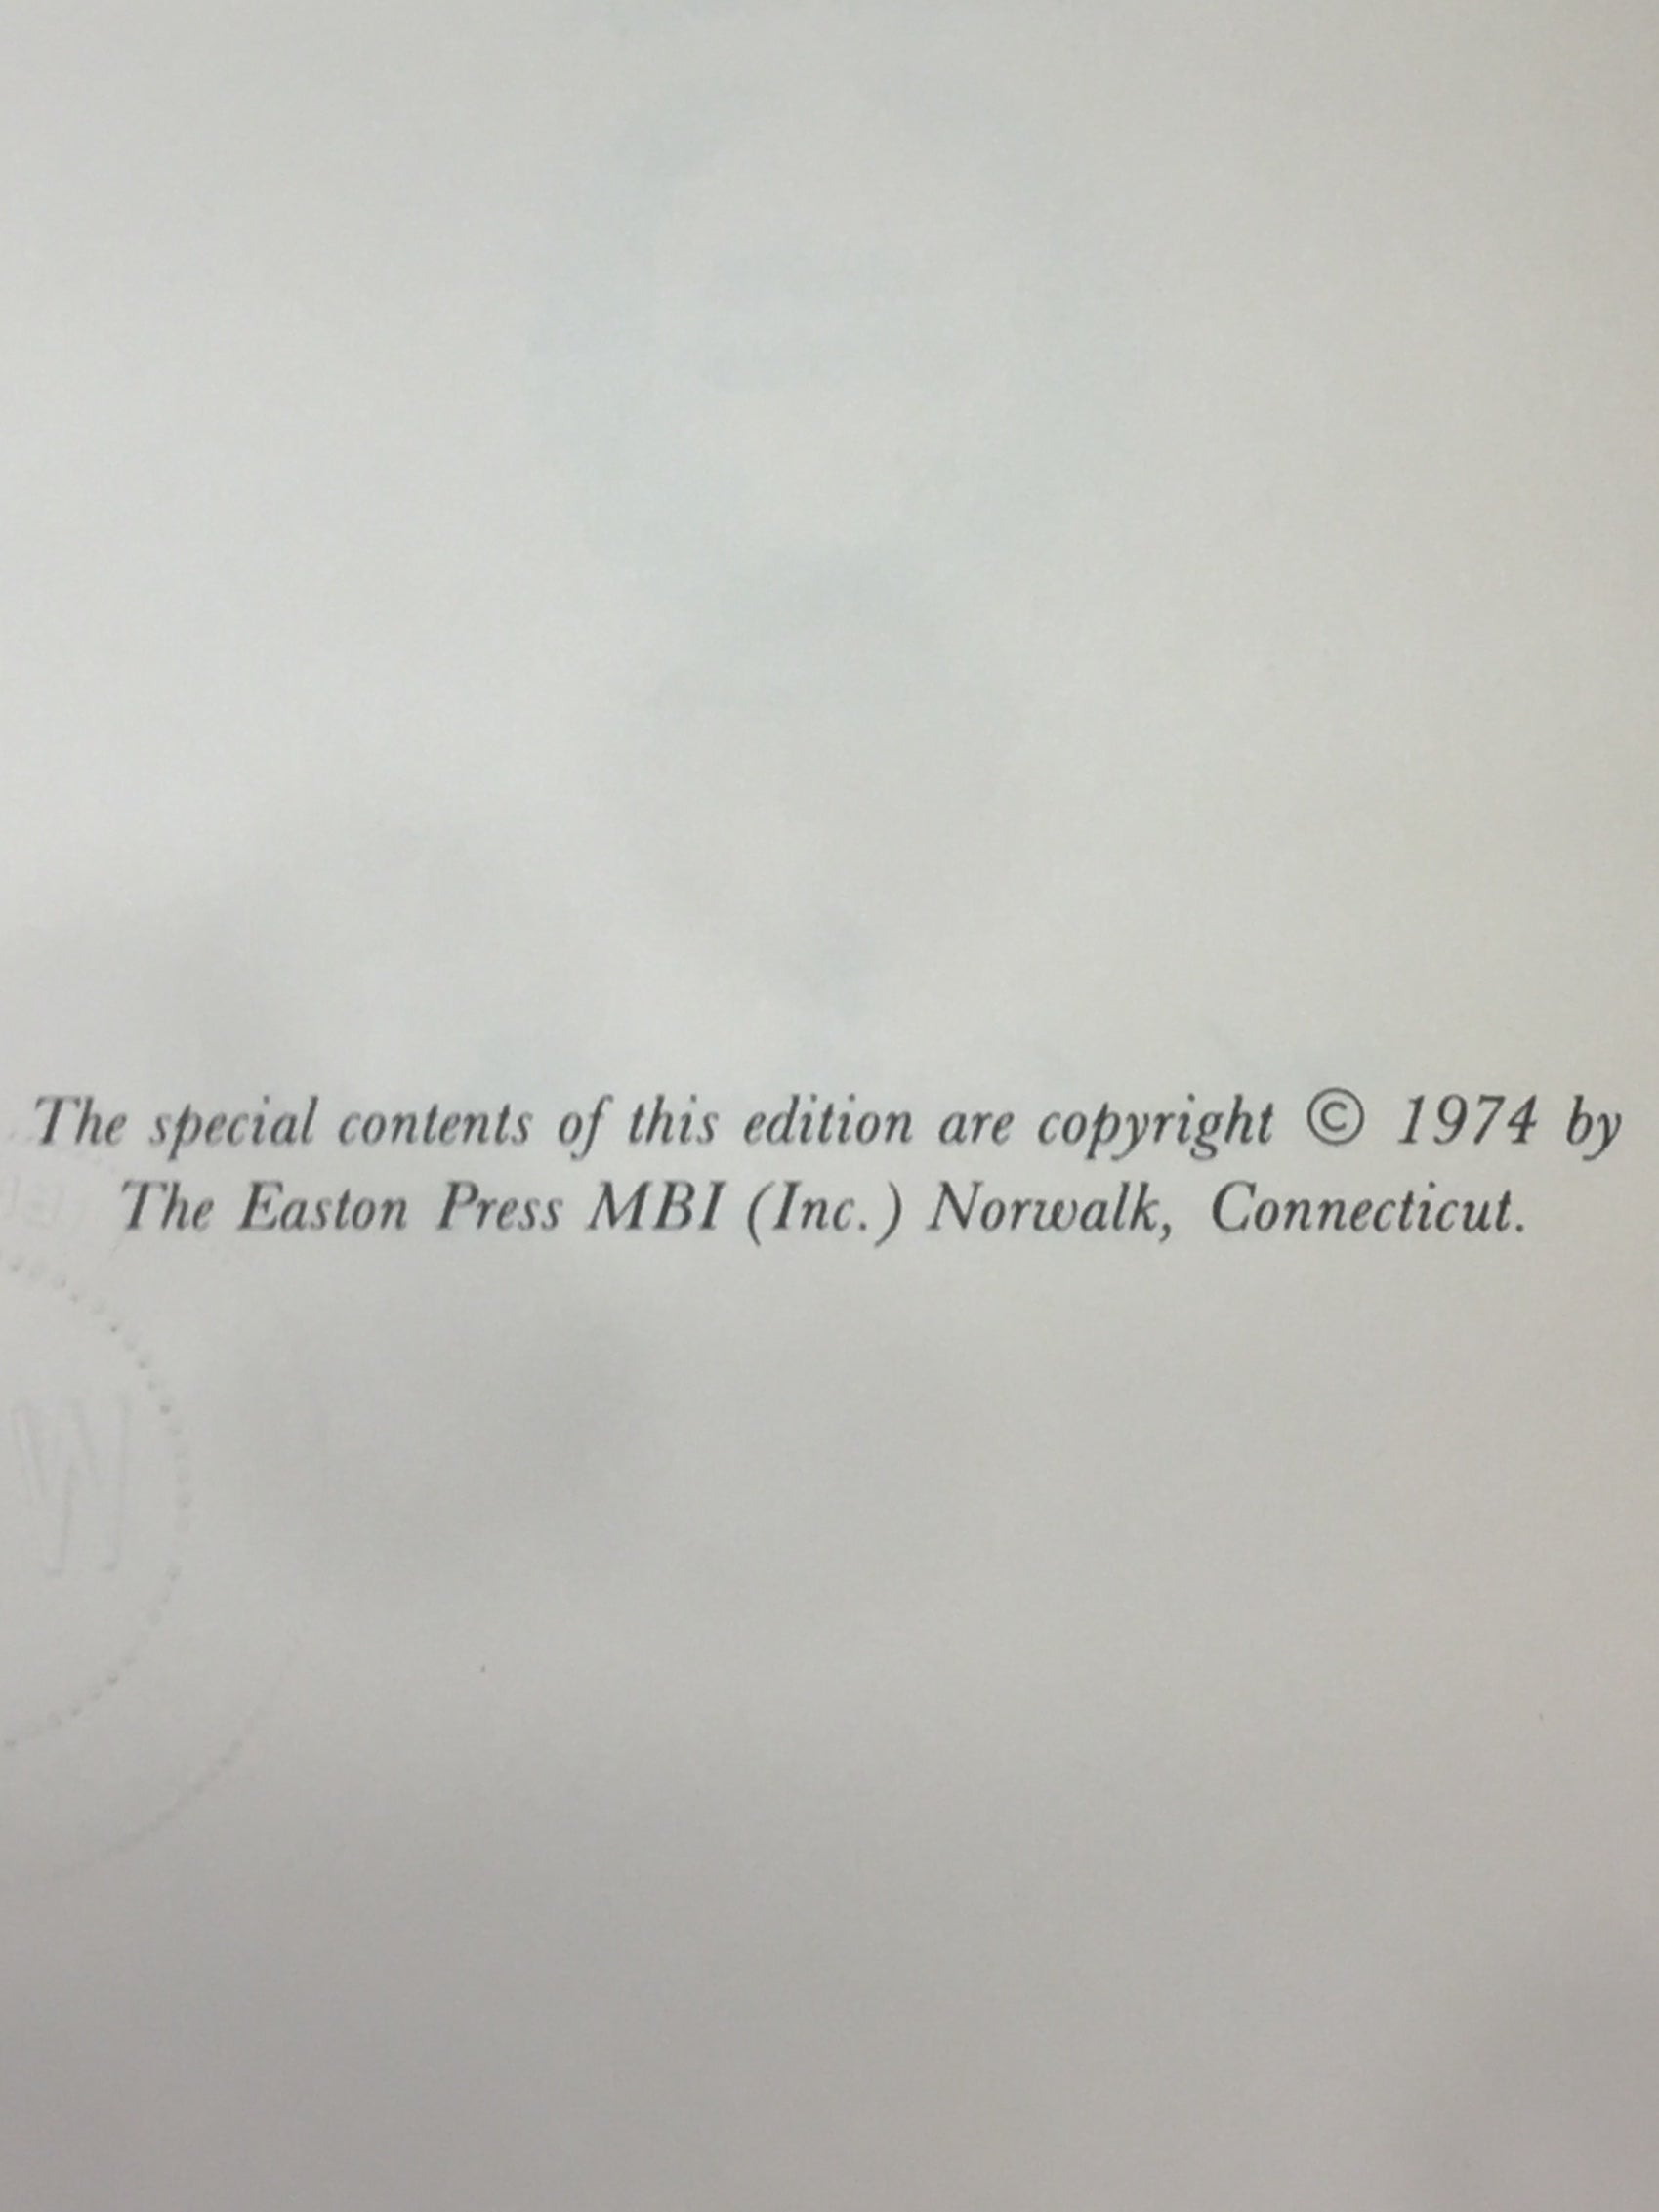 The special contents of this edition are copyright © 1974 by
The Easton Press MBI (Inc.) Norwalk, Connecticut.